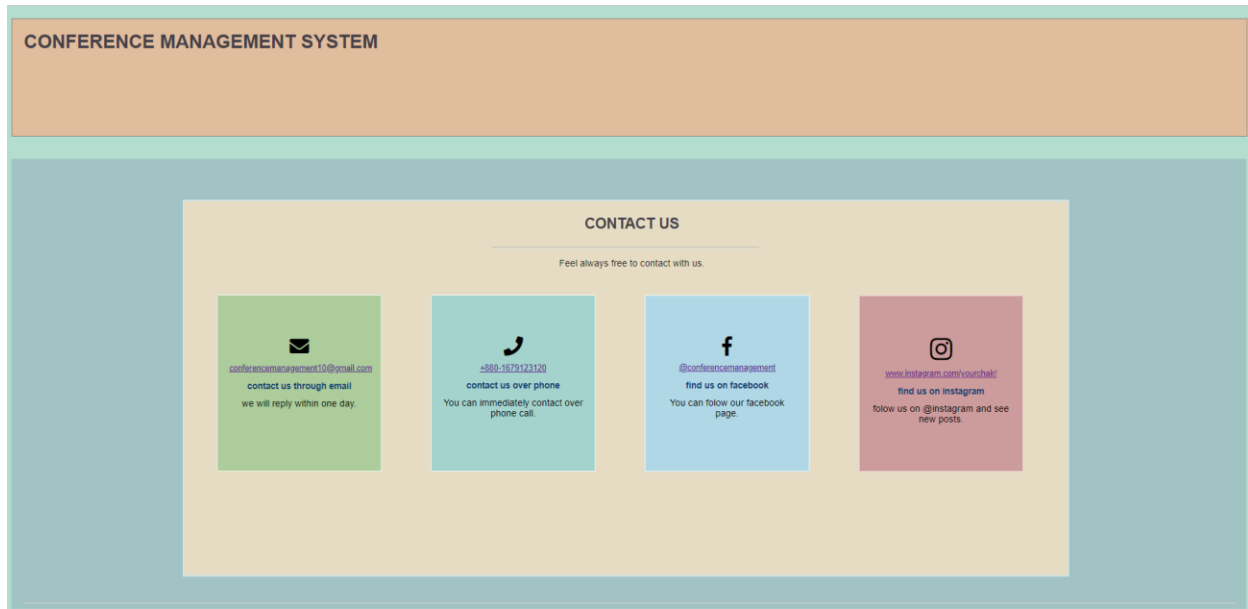 CONFERENCE MANAGEMENT SYSTEM
CONTACT US
Feel always free to contact with us.
conferencemanagement10@gmail.com
contact us through email
we will reply within one day.
+880-1679123120
contact us over phone
You can immediately contact over
phone call.
@conferencemanagement
find us on facebook
You can folow our facebook
page.
www.instagram.com/yourchair/
find us on instagram
folow us on @instagram and see
new posts.